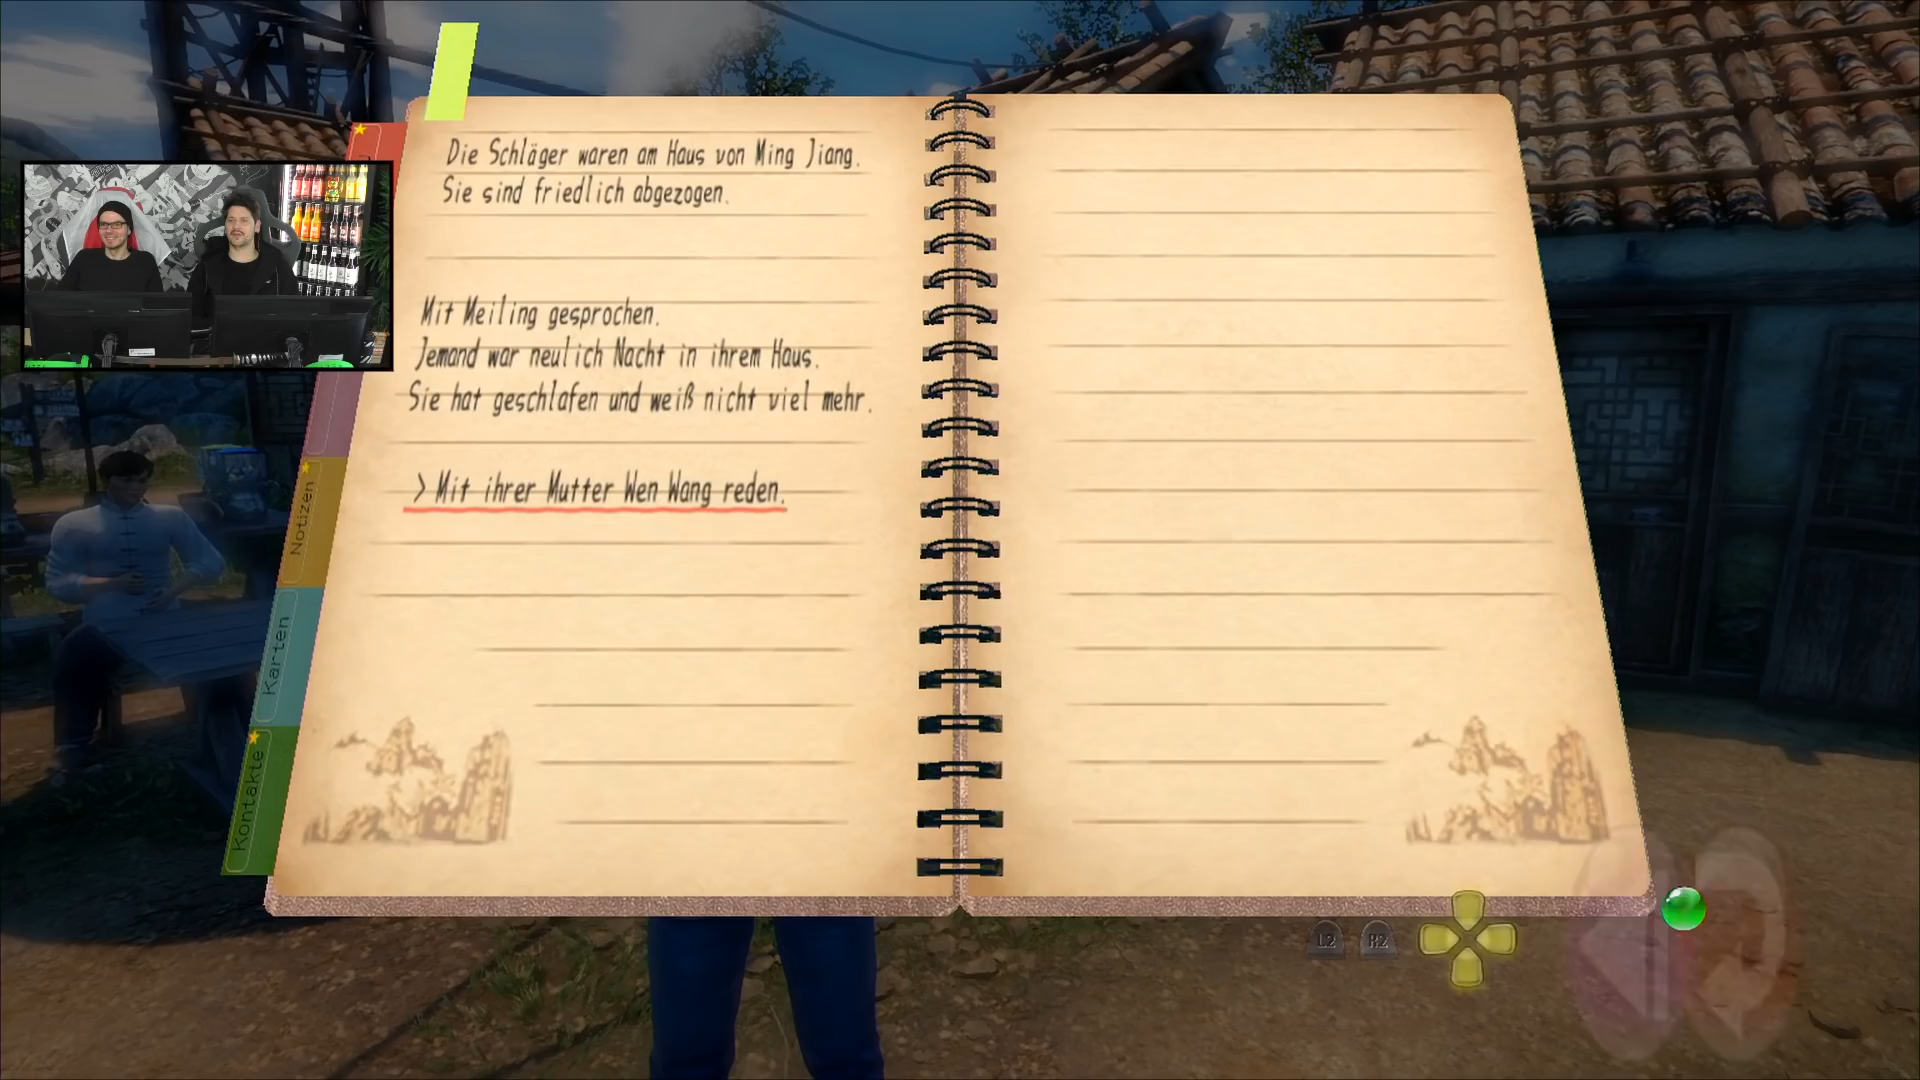 Die Schläger waren am Haus von Ming Jiang.
Sie sind friedlich abgezogen.
Mit Meiling gesprochen.
Jemand war neulich Nacht in ihrem Haus.
Sie hat geschlafen und weiß nicht viel mehr.
> Mit ihrer Mutter Wen Wang reden.
Notizen
Karten
Kontakte
L2 R2